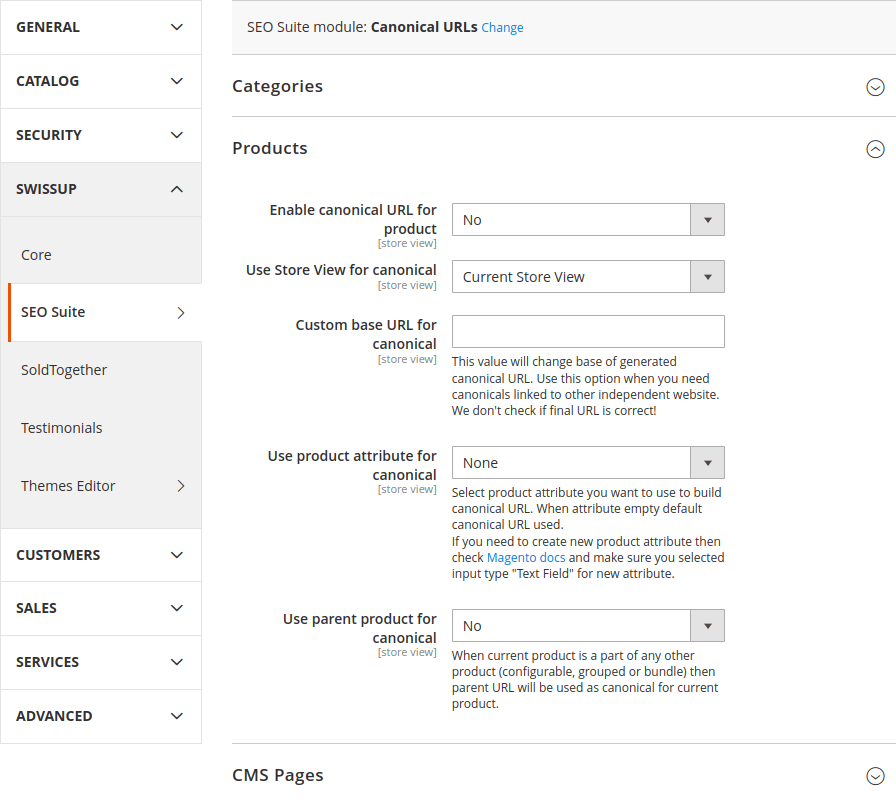 GENERAL
CATALOG
SECURITY
SWISSUP
Core
SEO Suite
SoldTogether
Testimonials
Themes Editor
CUSTOMERS
SALES
SERVICES
ADVANCED
SEO Suite module: Canonical URLs Change
Categories
Products
Enable canonical URL for
product
[store view]
No
Use Store View for canonical
[store view]
Current Store View
Custom base URL for
canonical
[store view]
This value will change base of generated
canonical URL. Use this option when you need
canonicals linked to other independent website.
We don't check if final URL is correct!
Use product attribute for
canonical
[store view]
None
Select product attribute you want to use to build
canonical URL. When attribute empty default
canonical URL used.
If you need to create new product attribute then
check Magento docs and make sure you selected
input type "Text Field" for new attribute.
Use parent product for
canonical
[store view]
No
When current product is a part of any other
product (configurable, grouped or bundle) then
parent URL will be used as canonical for current
product.
CMS Pages